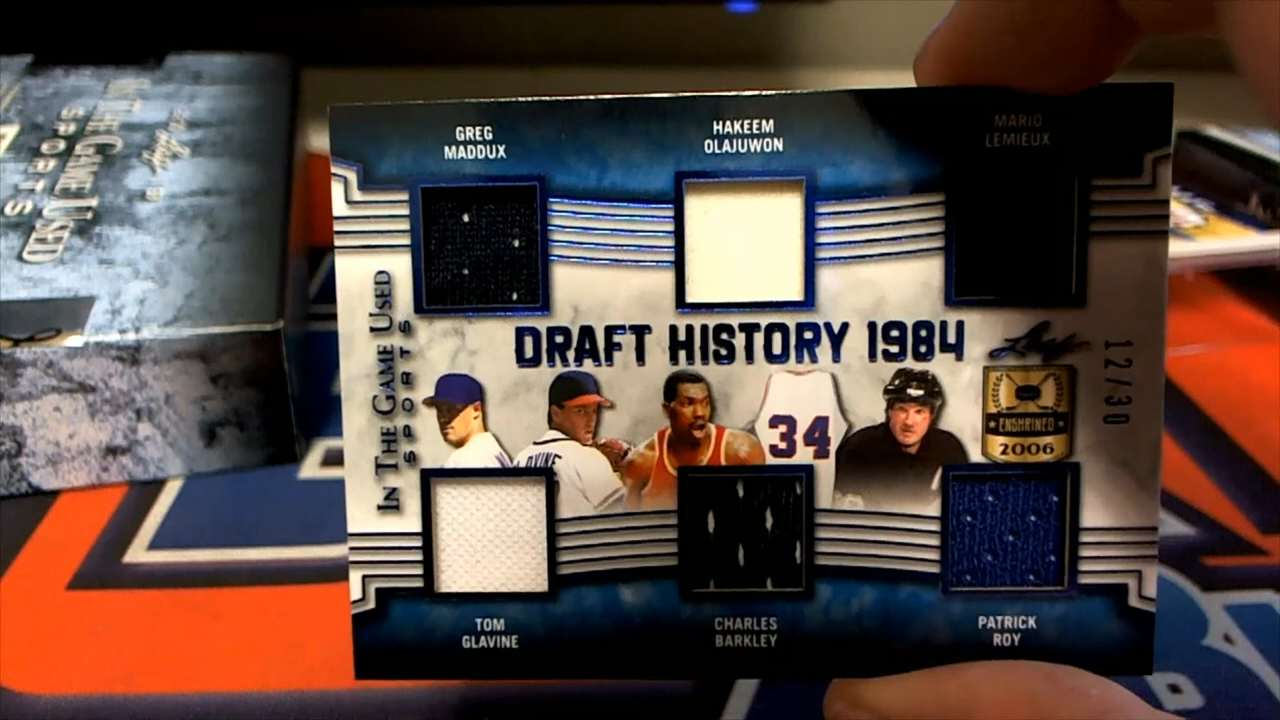 IN THE GAME USED
SPORTS
GREG
MADDUX
HAKEEM
OLAJUWON
MARIO
LEMIEUX
IN THE GAME USED
SPORTS
DRAFT HISTORY 1984
Leaf
12/30
34
ENSHRINED
2006
TOM
GLAVINE
CHARLES
BARKLEY
PATRICK
ROY